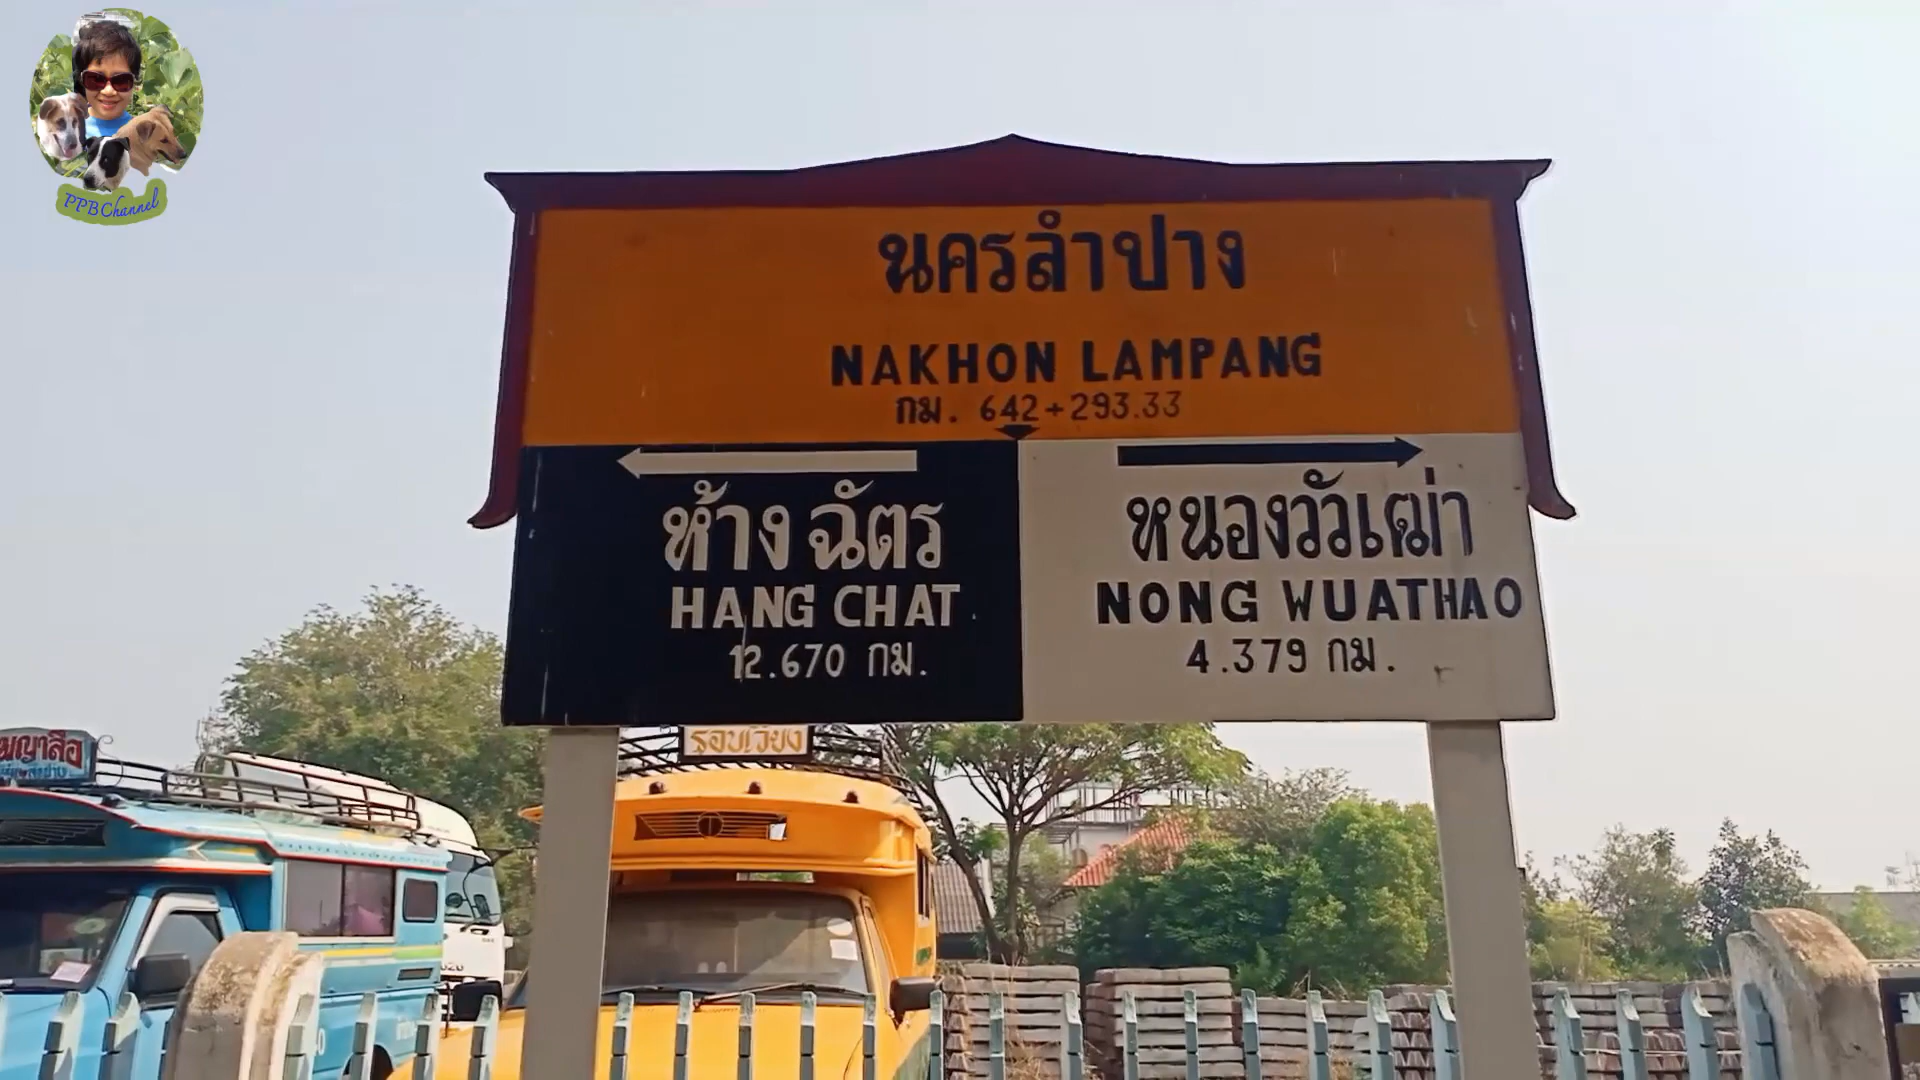 PPBChannel
นครลำปาง
NAKHON LAMPANG
กม. 642+293.33
ห้างฉัตร
HANG CHAT
12.670 กม.
หนองวัวเฒ่า
NONG WUATHAO
4.379 กม.
รอบเวียง